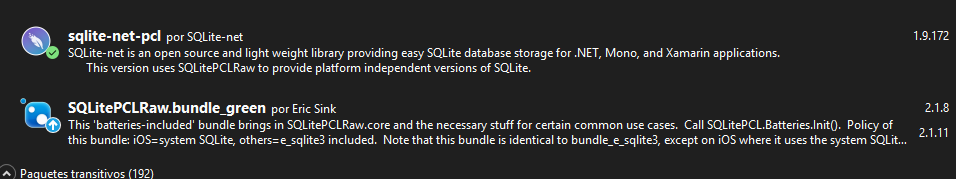 sqlite-net-pcl por SQLite-net 1.9.172
SQLite-net is an open source and light weight library providing easy SQLite database storage for .NET, Mono, and Xamarin applications.
This version uses SQLitePCLRaw to provide platform independent versions of SQLite.
SQLitePCLRaw.bundle_green por Eric Sink 2.1.8
This 'batteries-included' bundle brings in SQLitePCLRaw.core and the necessary stuff for certain common use cases. Call SQLitePCL.Batteries.Init(). Policy of 2.1.11
this bundle: iOS=system SQLite, others=e_sqlite3 included. Note that this bundle is identical to bundle_e_sqlite3, except on iOS where it uses the system SQLit...
Paquetes transitivos (192)